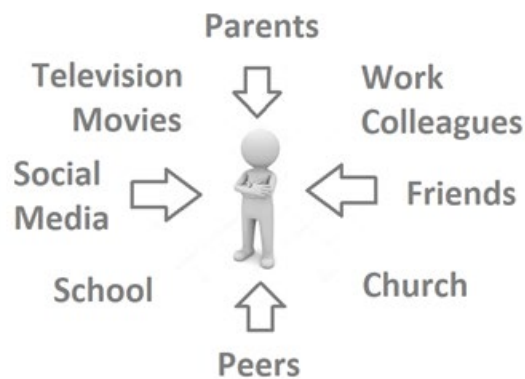 Parents
Television
Movies
Work
Colleagues
Social
Media
Friends
School
Church
Peers